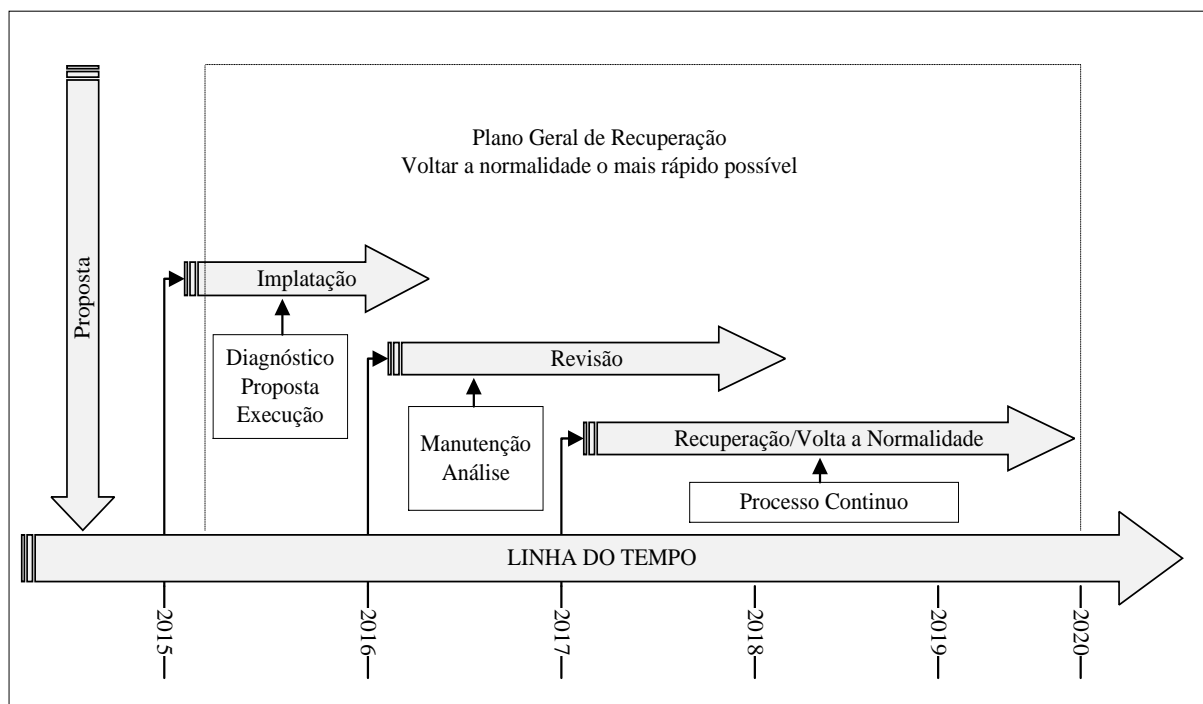 Proposta
Plano Geral de Recuperação
Voltar a normalidade o mais rápido possível
Implatação
Diagnóstico
Proposta
Execução
Revisão
Manutenção
Análise
Recuperação/Volta a Normalidade
Processo Continuo
LINHA DO TEMPO
2015
2016
2017
2018
2019
2020